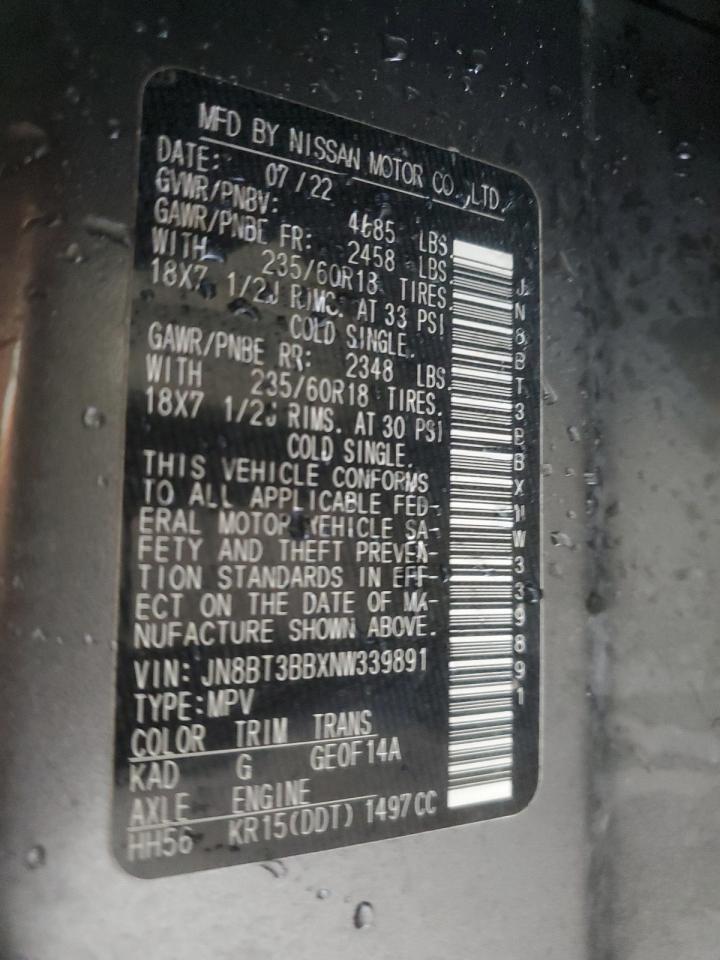 MFD BY NISSAN MOTOR CO.,LTD.
DATE: 07/22
GVWR/PNBV: 4685 LBS
GAWR/PNBE FR: 2458 LBS
WITH 235/60R18 TIRES.
18X7 1/2J RIMS. AT 33 PSI
COLD SINGLE.
GAWR/PNBE RR: 2348 LBS
WITH 235/60R18 TIRES.
18X7 1/2J RIMS. AT 30 PSI
COLD SINGLE.
THIS VEHICLE CONFORMS
TO ALL APPLICABLE FED-
ERAL MOTOR VEHICLE SA-
FETY AND THEFT PREVEN-
TION STANDARDS IN EFF-
ECT ON THE DATE OF MA-
NUFACTURE SHOWN ABOVE.
VIN: JN8BT3BBXNW339891
TYPE:MPV
COLOR TRIM TRANS
KAD G GE0F14A
AXLE ENGINE
HH56 KR15(DDT) 1497CC
JN8BT3BBXNW339891